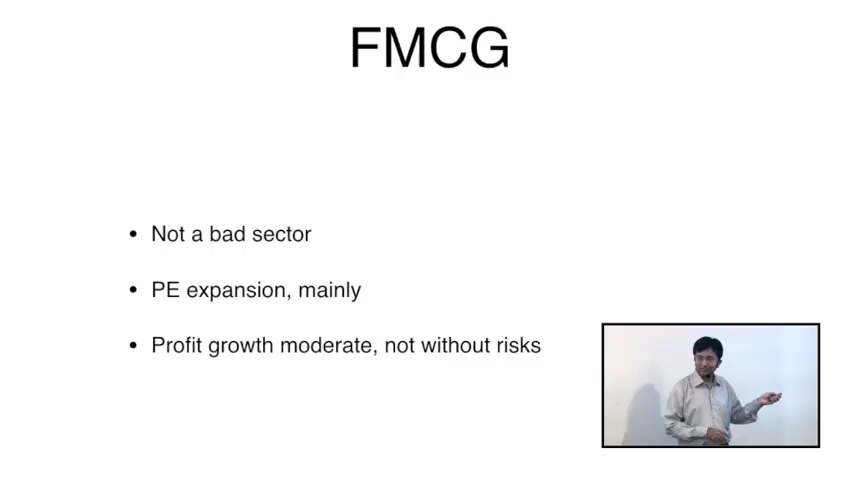 FMCG
• Not a bad sector
• PE expansion, mainly
• Profit growth moderate, not without risks